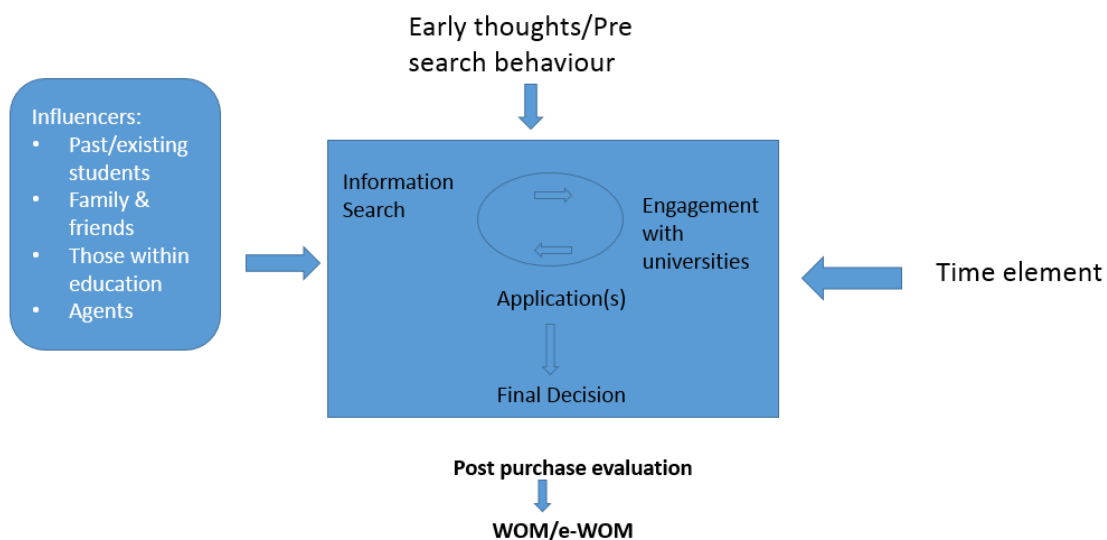 Early thoughts/Pre
search behaviour
Influencers:
• Past/existing
students
• Family &
friends
• Those within
education
• Agents
Information
Search
Engagement
with
universities
Application(s)
Final Decision
Time element
Post purchase evaluation
WOM/e-WOM